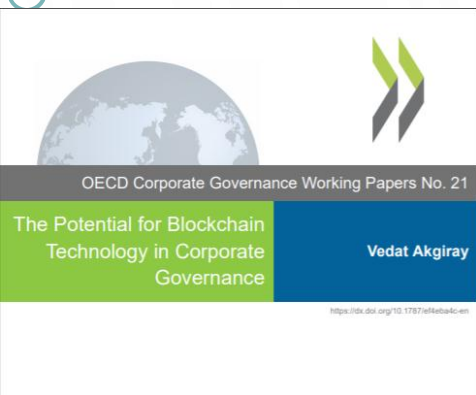 OECD Corporate Governance Working Papers No. 21
The Potential for Blockchain
Technology in Corporate
Governance
Vedat Akgiray
https://dx.doi.org/10.1787/ef4eba4c-en